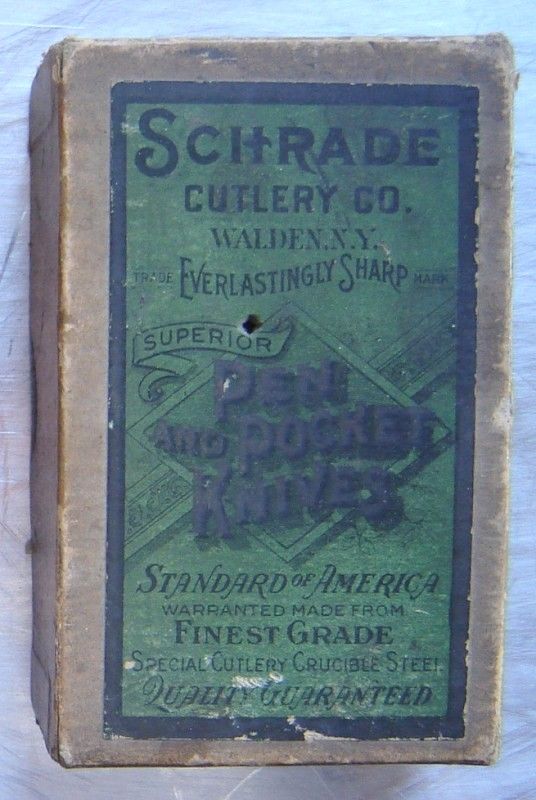 SCHRADE
CUTLERY CO.
WALDEN, N.Y.
TRADE EVERLASTINGLY SHARP MARK
SUPERIOR
PEN
AND POCKET
KNIVES
STANDARD OF AMERICA
WARRANTED MADE FROM
FINEST GRADE
SPECIAL CUTLERY CRUCIBLE STEEL
QUALITY GUARANTEED